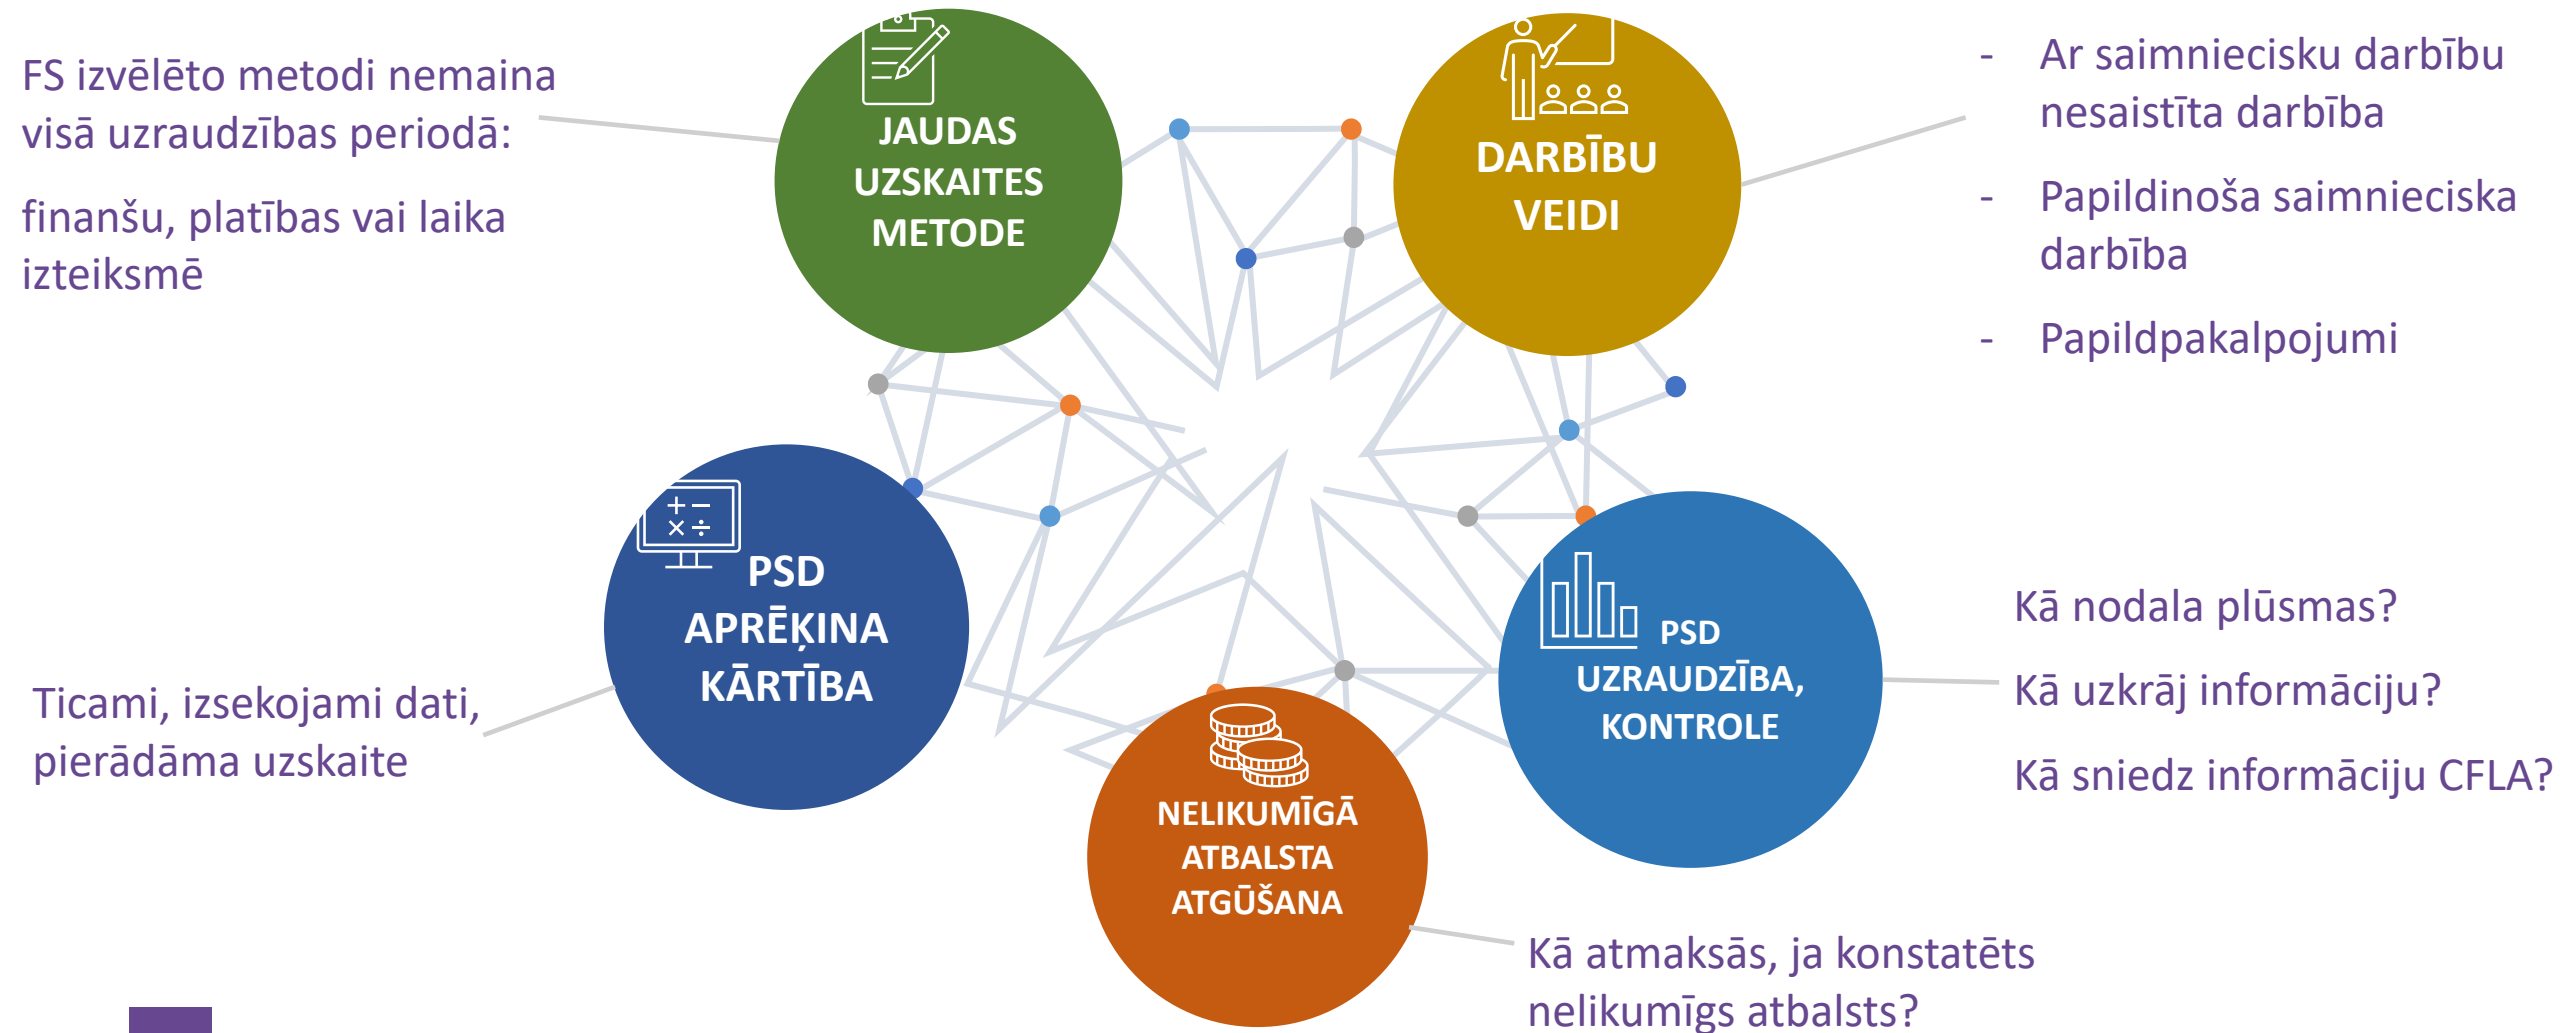 FS izvēlēto metodi nemaina
visā uzraudzības periodā:
finanšu, platības vai laika
izteiksmē
JAUDAS
UZSKAITES
METODE
DARBĪBU
VEIDI
- Ar saimniecisku darbību
nesaistīta darbība
- Papildinoša saimnieciska
darbība
- Papildpakalpojumi
+ −
× ÷
PSD
APRĒĶINA
KĀRTĪBA
Ticami, izsekojami dati,
pierādāma uzskaite
PSD
UZRAUDZĪBA,
KONTROLE
Kā nodala plūsmas?
Kā uzkrāj informāciju?
Kā sniedz informāciju CFLA?
NELIKUMĪGĀ
ATBALSTA
ATGŪŠANA
Kā atmaksās, ja konstatēts
nelikumīgs atbalsts?